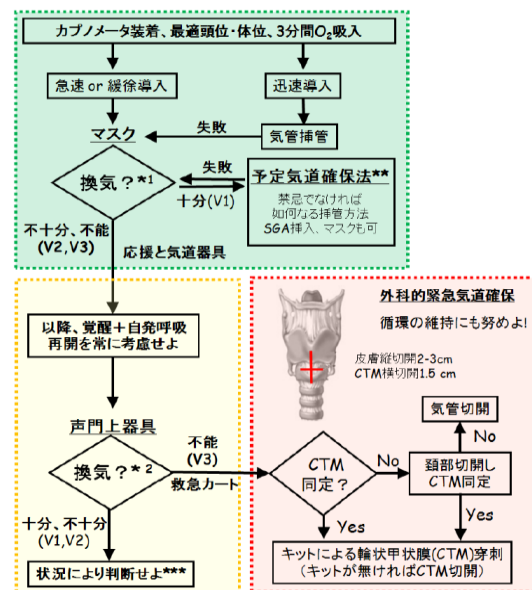 カプノメータ装着、最適頭位・体位、3分間O₂吸入
急速 or 緩徐導入
迅速導入
マスク
失敗
気管挿管
換気?*1
失敗
十分(V1)
予定気道確保法**
禁忌でなければ
如何なる挿管方法
SGA挿入、マスクも可
不十分、不能
(V2,V3)
応援と気道器具
以降、覚醒+自発呼吸
再開を常に考慮せよ
声門上器具
換気?*2
不能
(V3)
救急カート
十分、不十分
(V1,V2)
状況により判断せよ***
外科的緊急気道確保
循環の維持にも努めよ!
皮膚縦切開2-3cm
CTM横切開1.5 cm
気管切開
No
CTM
同定?
No
頚部切開し
CTM同定
Yes
Yes
キットによる輪状甲状膜(CTM)穿刺
(キットが無ければCTM切開)